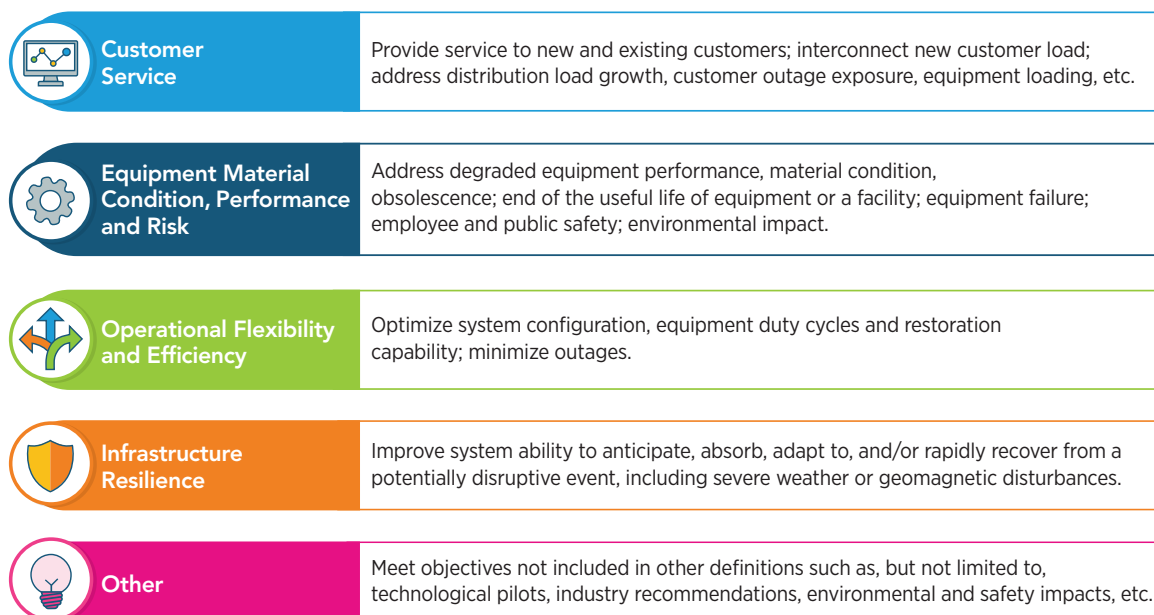 Customer
Service
Provide service to new and existing customers; interconnect new customer load;
address distribution load growth, customer outage exposure, equipment loading, etc.
Equipment Material
Condition, Performance
and Risk
Address degraded equipment performance, material condition,
obsolescence; end of the useful life of equipment or a facility; equipment failure;
employee and public safety; environmental impact.
Operational Flexibility
and Efficiency
Optimize system configuration, equipment duty cycles and restoration
capability; minimize outages.
Infrastructure
Resilience
Improve system ability to anticipate, absorb, adapt to, and/or rapidly recover from a
potentially disruptive event, including severe weather or geomagnetic disturbances.
Other
Meet objectives not included in other definitions such as, but not limited to,
technological pilots, industry recommendations, environmental and safety impacts, etc.